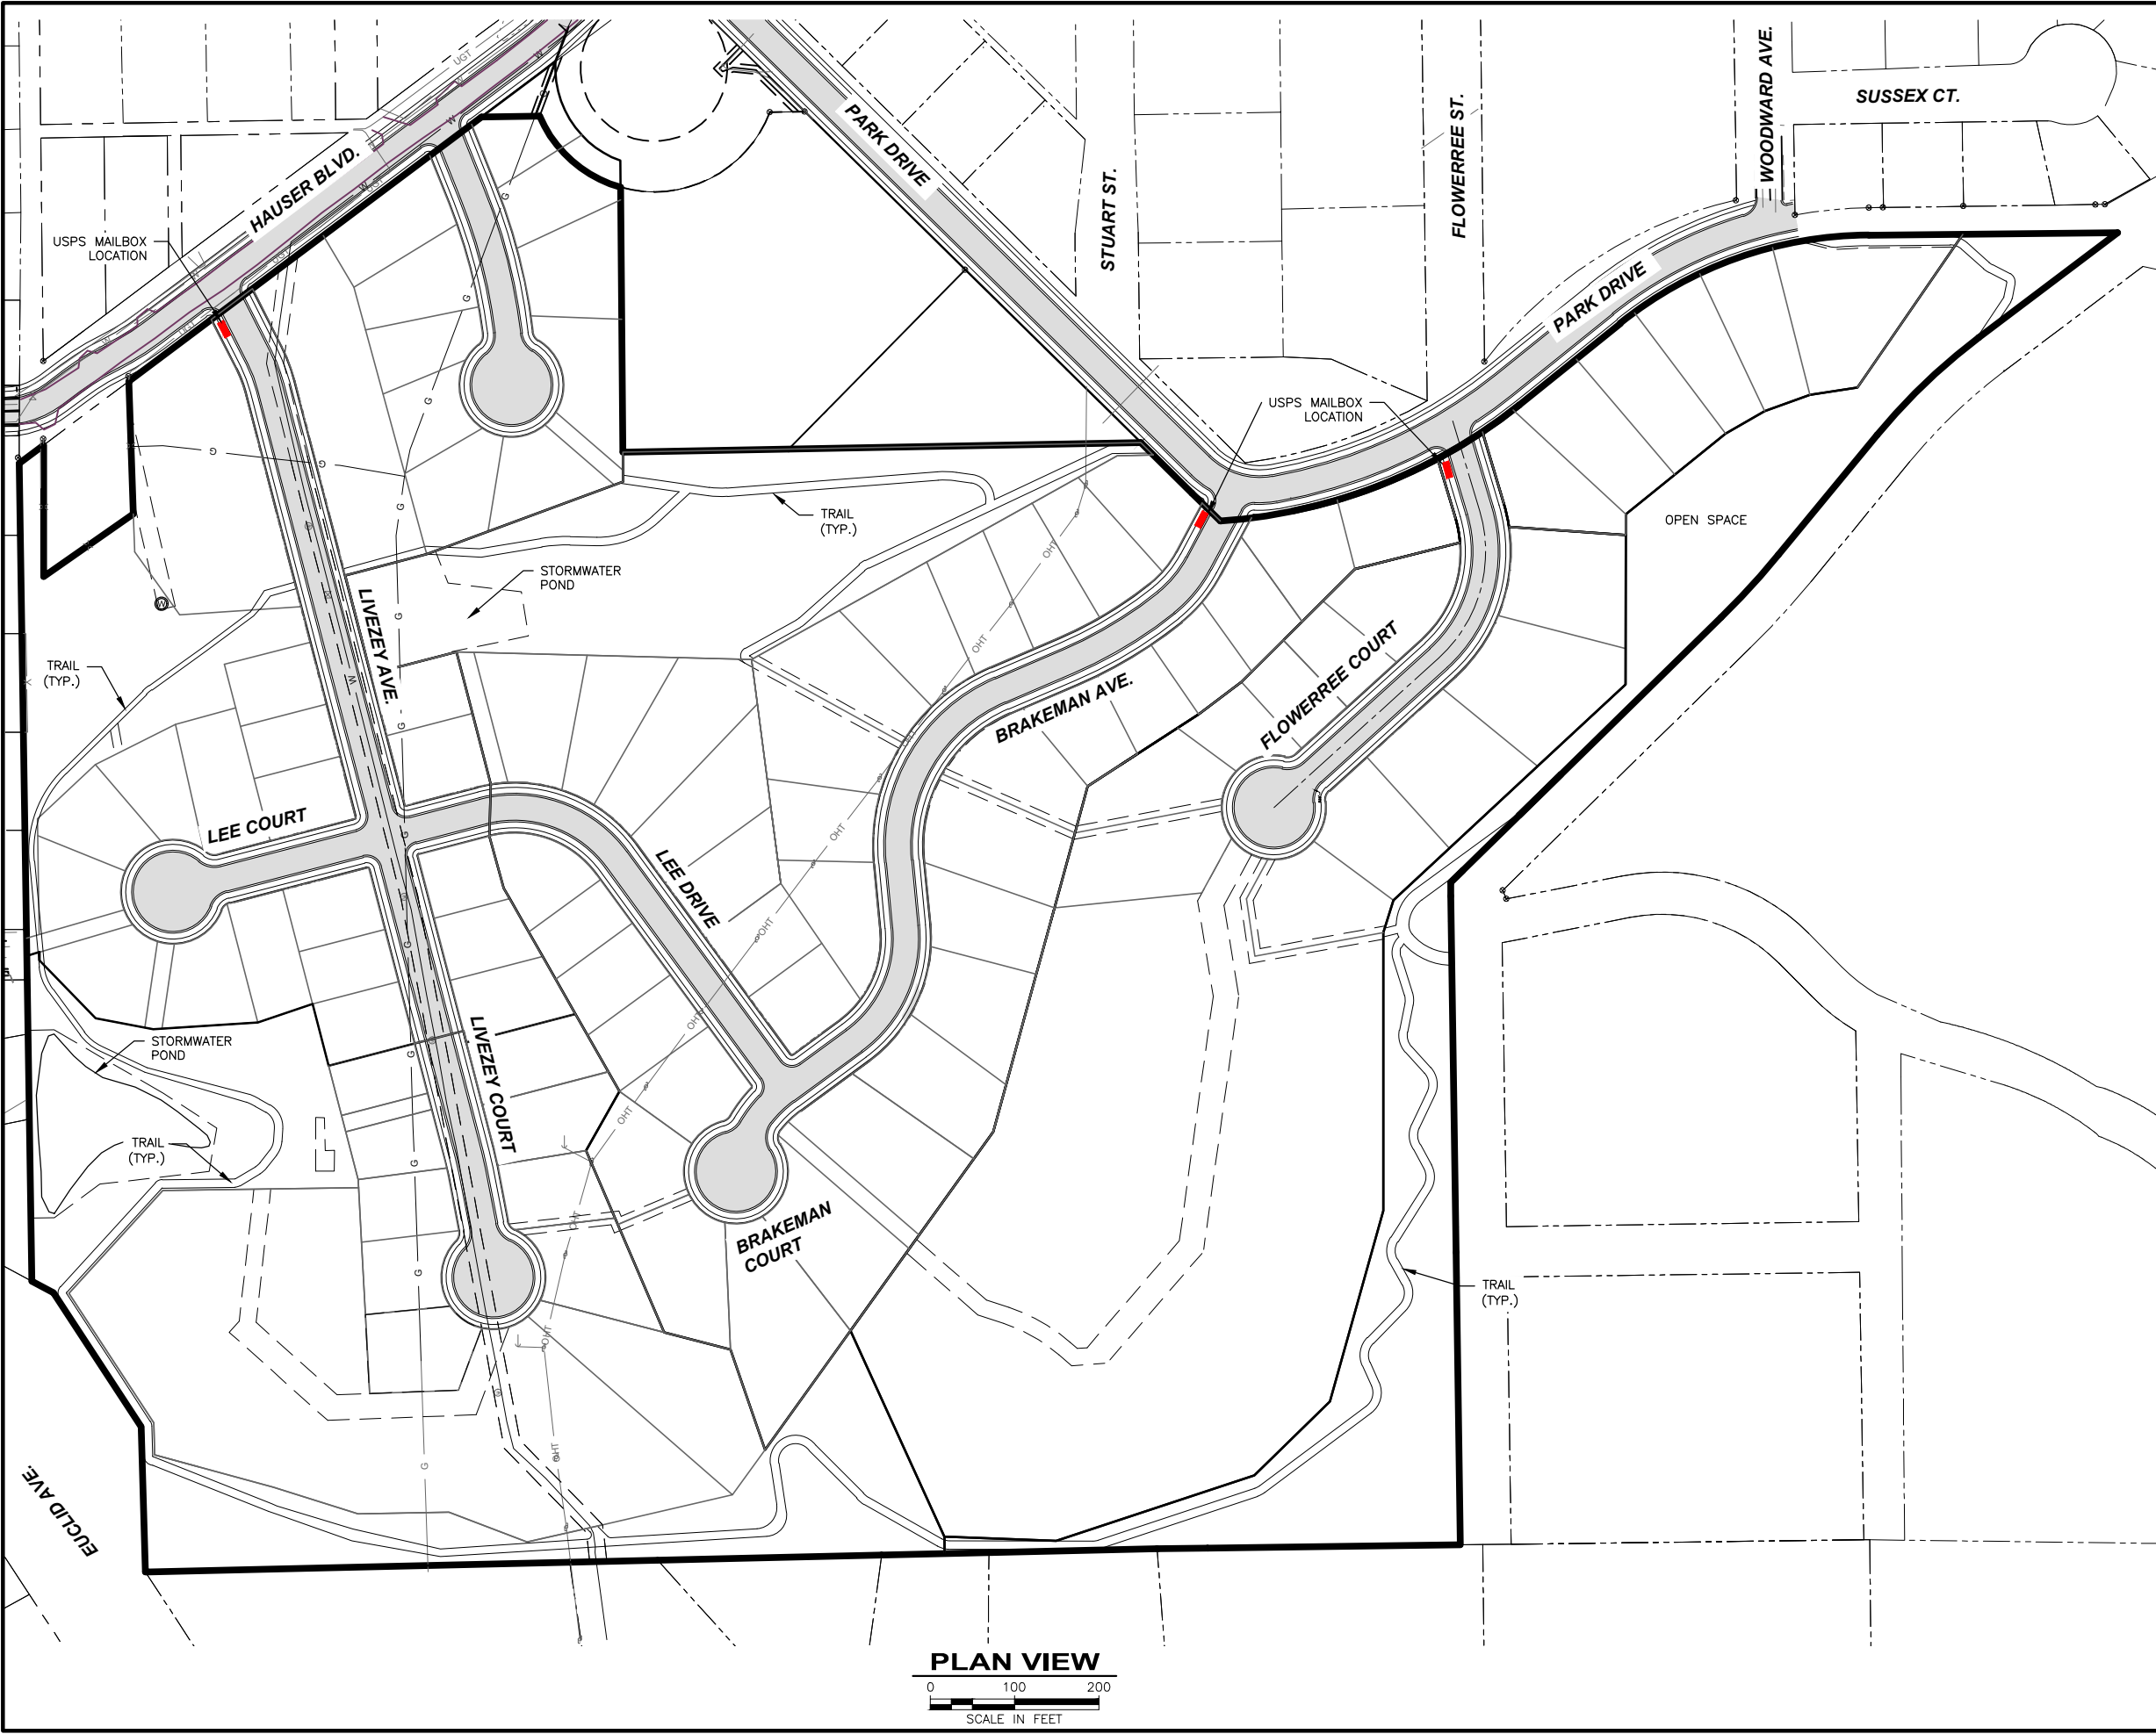 WOODWARD AVE.
SUSSEX CT.
PARK DRIVE
FLOWERREE ST.
STUART ST.
HAUSER BLVD.
UGT
W
G
USPS MAILBOX
LOCATION
PARK DRIVE
USPS MAILBOX
LOCATION
TRAIL
(TYP.)
OPEN SPACE
OHT
STORMWATER
POND
LIVEZEY AVE.
TRAIL
(TYP.)
FLOWERREE COURT
BRAKEMAN AVE.
LEE COURT
LEE DRIVE
LIVEZEY COURT
STORMWATER
POND
TRAIL
(TYP.)
BRAKEMAN
COURT
TRAIL
(TYP.)
EUCLID AVE.
PLAN VIEW
0 100 200
SCALE IN FEET